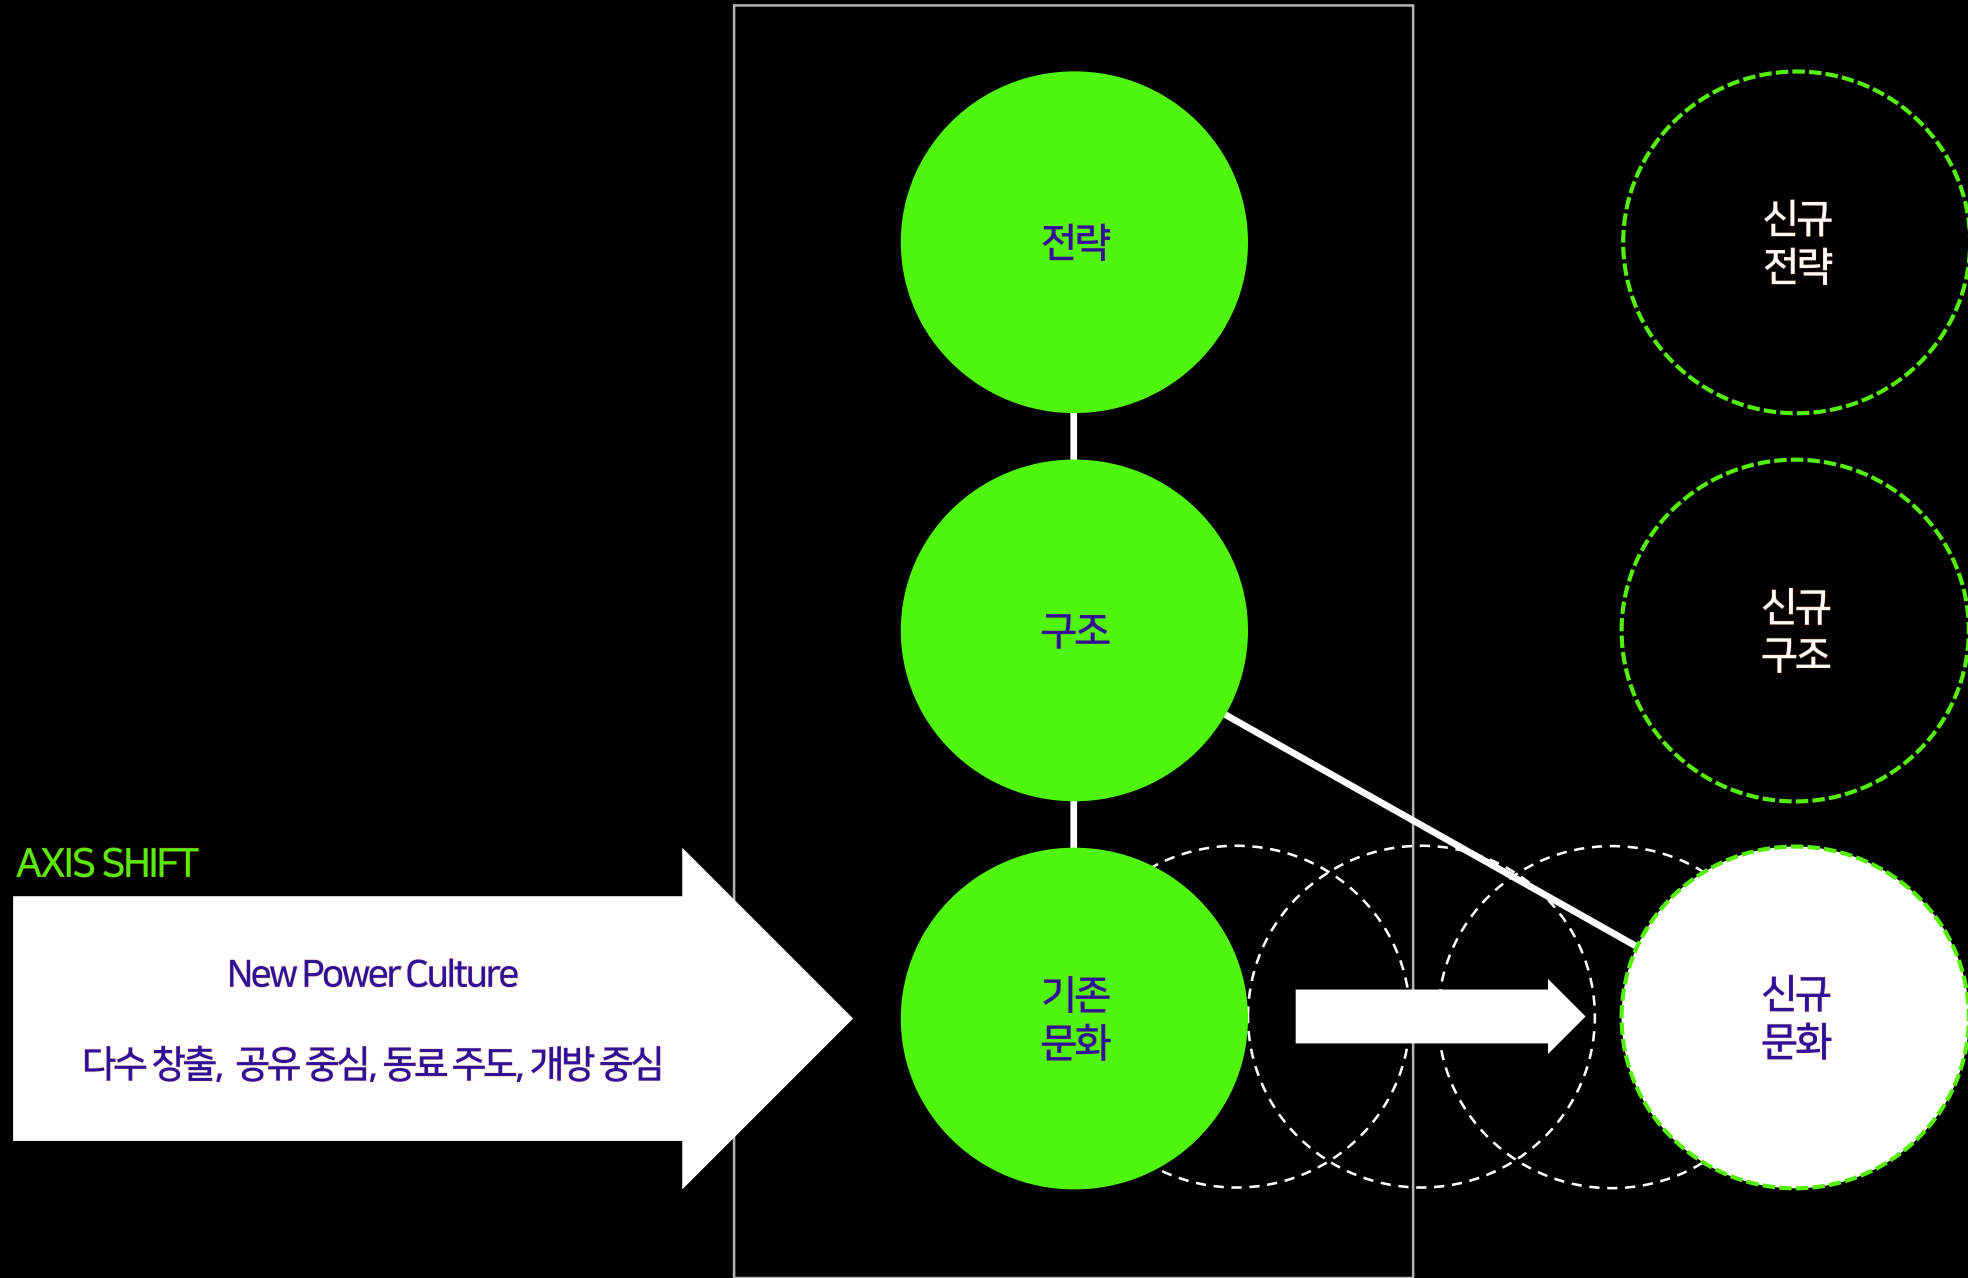 전략
신규
전략
구조
신규
구조
AXIS SHIFT
New Power Culture
다수 창출, 공유 중심, 동료 주도, 개방 중심
기존
문화
신규
문화